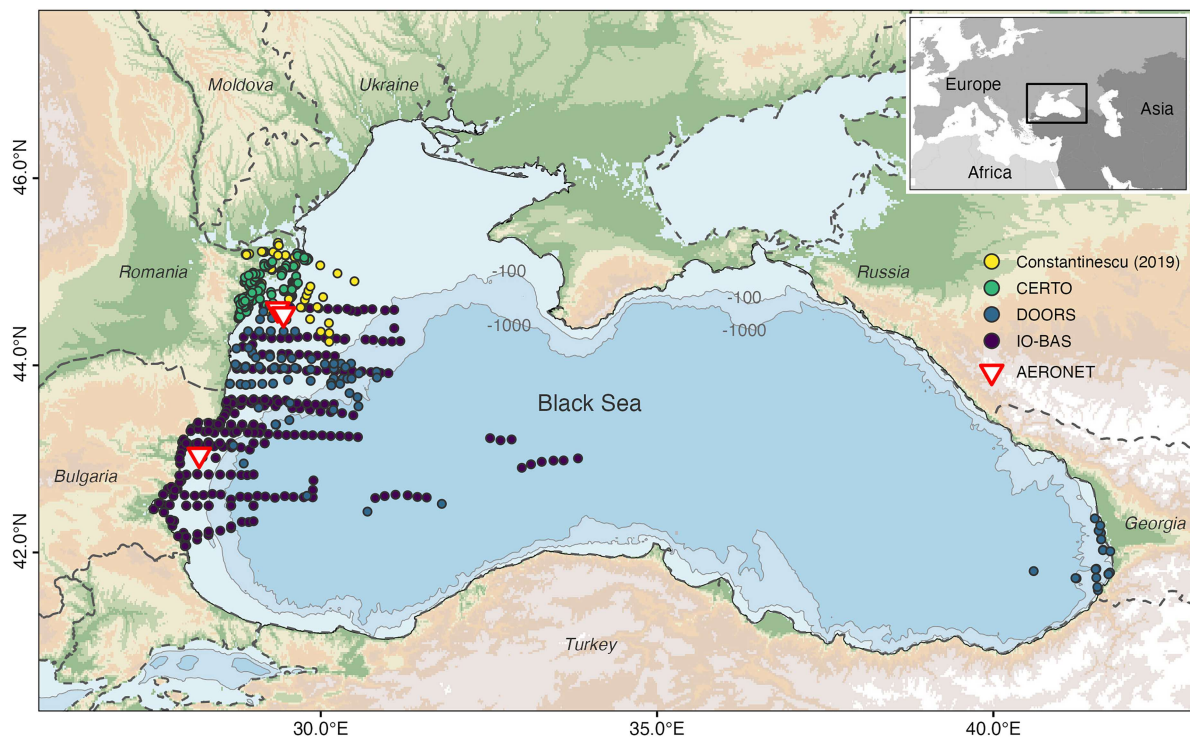 Moldova
Ukraine
Europe
Asia
Africa
46.0°N
44.0°N
42.0°N
Romania
Russia
-100
-1000
-100
-1000
Constantinescu (2019)
CERTO
DOORS
IO-BAS
AERONET
Black Sea
Bulgaria
Georgia
Turkey
30.0°E
35.0°E
40.0°E